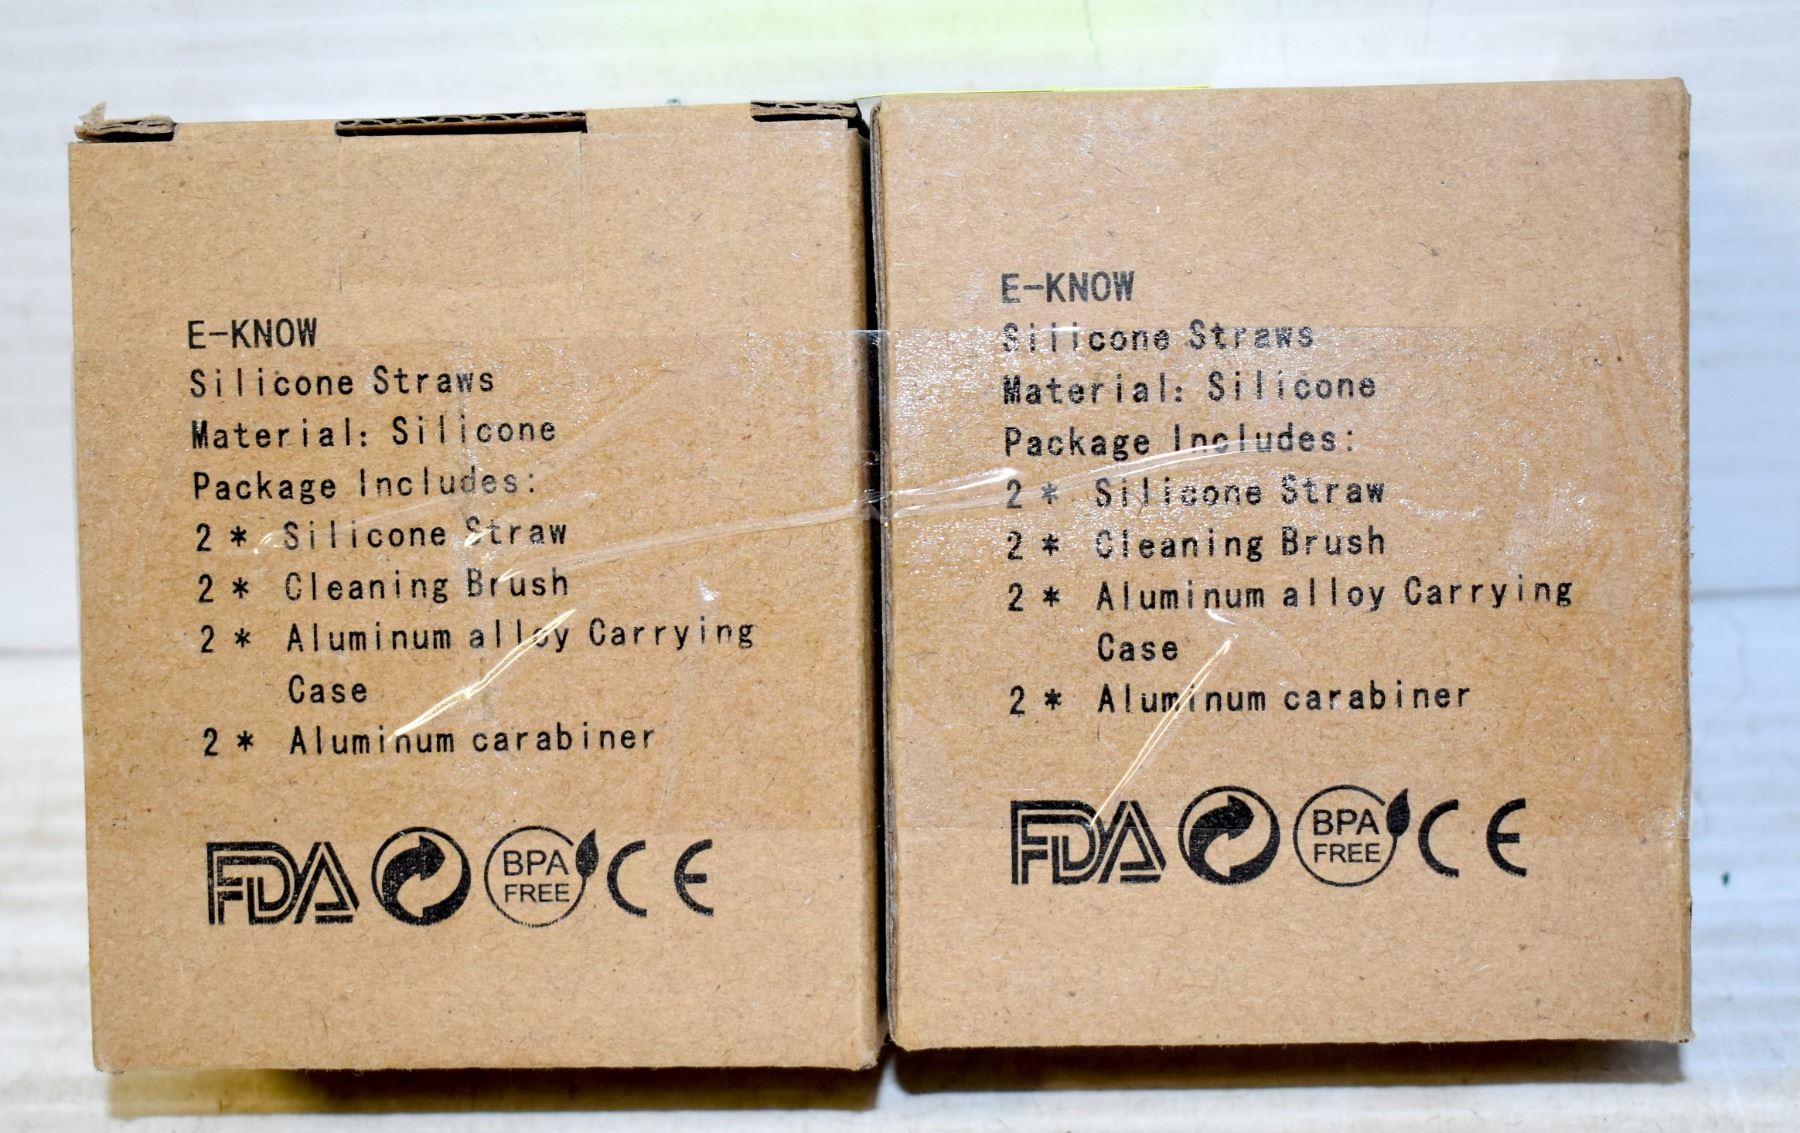 E-KNOW
Silicone Straws
Material: Silicone
Package Includes:
2 * Silicone Straw
2 * Cleaning Brush
2 * Aluminum alloy Carrying
Case
2 * Aluminum carabiner
FDA BPA FREE CE
E-KNOW
Silicone Straws
Material: Silicone
Package Includes:
2 * Silicone Straw
2 * Cleaning Brush
2 * Aluminum alloy Carrying
Case
2 * Aluminum carabiner
FDA BPA FREE CE